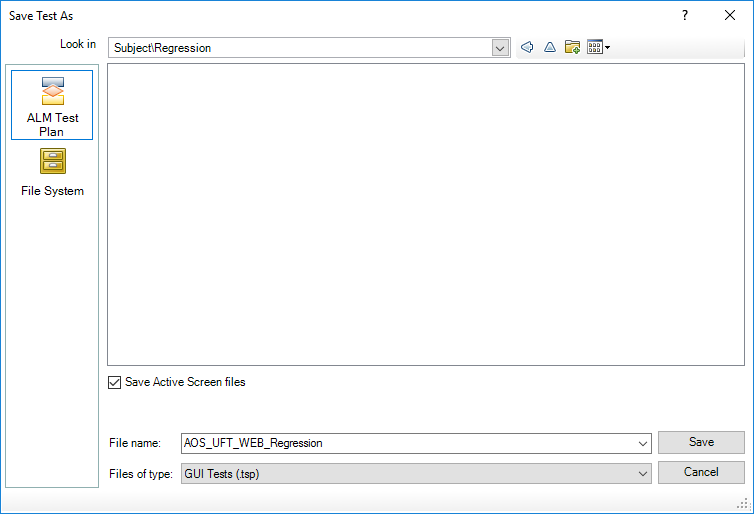 Save Test As
?
Look in
Subject\Regression
ALM Test
Plan
File System
Save Active Screen files
File name:
AOS_UFT_WEB_Regression
Save
Files of type:
GUI Tests (.tsp)
Cancel